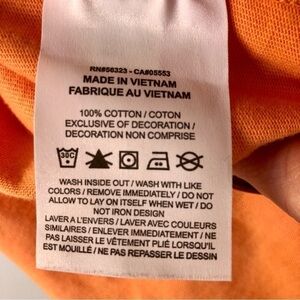 RN#56323 - CA#05553
MADE IN VIETNAM
FABRIQUE AU VIETNAM
100% COTTON / COTON
EXCLUSIVE OF DECORATION /
DECORATION NON COMPRISE
30C
WASH INSIDE OUT / WASH WITH LIKE
COLORS / REMOVE IMMEDIATELY / DO NOT
ALLOW TO LAY ON ITSELF WHEN WET / DO
NOT IRON DESIGN
LAVER A L'ENVERS / LAVER AVEC COULEURS
SIMILAIRES / ENLEVER IMMEDIATEMENT / NE
PAS LAISSER LE VÊTEMENT PLIÉ LORSQU'IL
EST MOUILLÉ / NE PAS REPASSER LE DESSIN